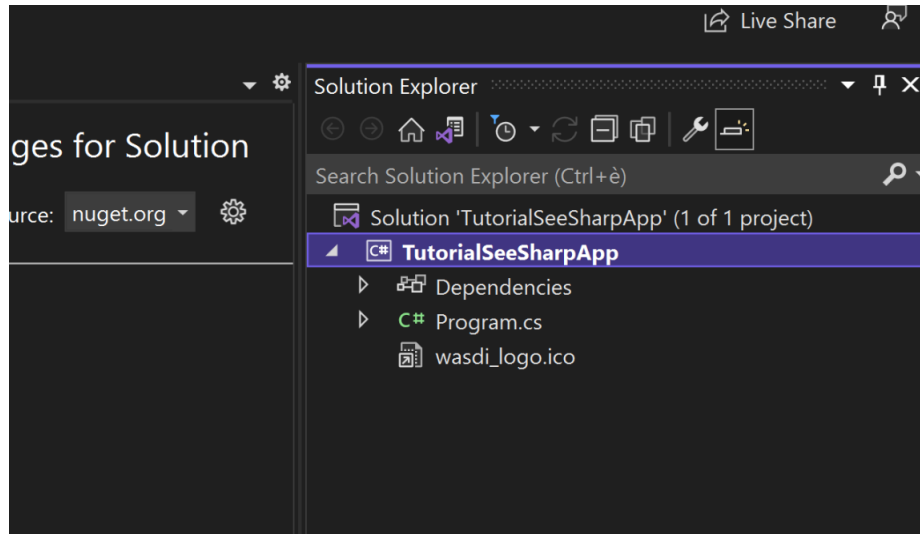 Live Share
Solution Explorer
ges for Solution
Search Solution Explorer (Ctrl+è)
urce: nuget.org
Solution 'TutorialSeeSharpApp' (1 of 1 project)
C# TutorialSeeSharpApp
Dependencies
C# Program.cs
wasdi_logo.ico